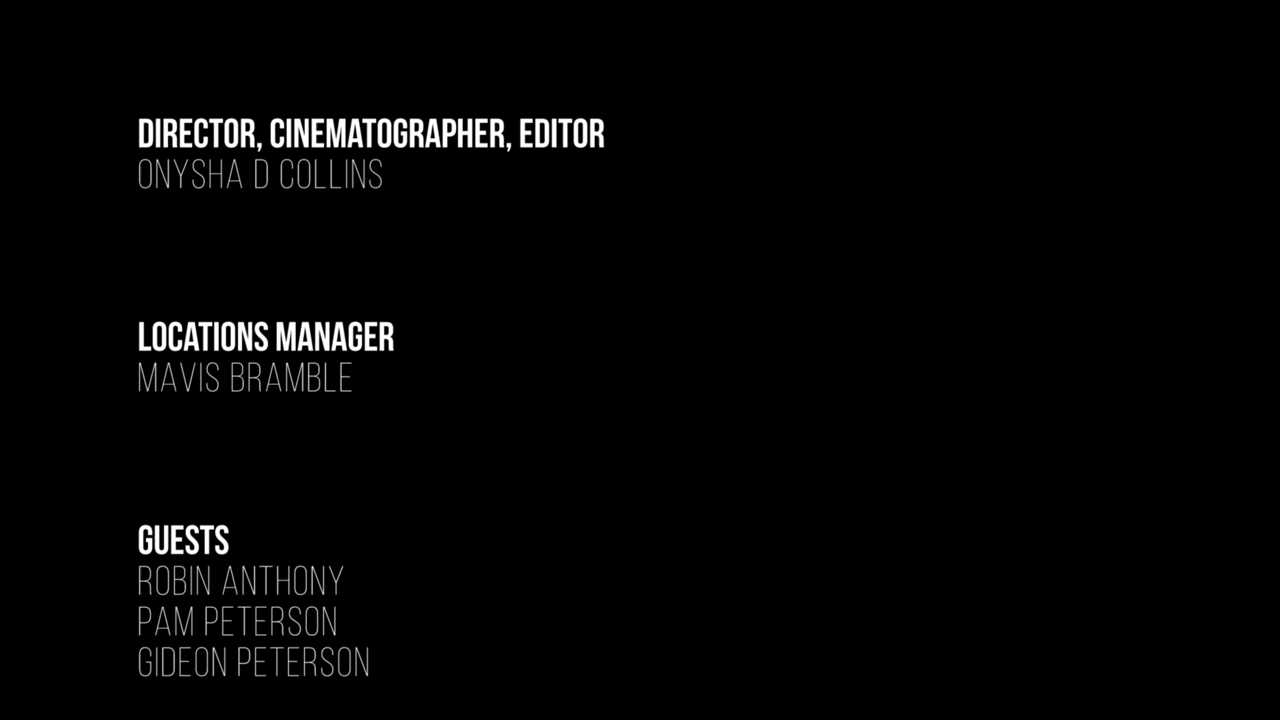 DIRECTOR, CINEMATOGRAPHER, EDITOR
ONYSHA D COLLINS
LOCATIONS MANAGER
MAVIS BRAMBLE
GUESTS
ROBIN ANTHONY
PAM PETERSON
GIDEON PETERSON